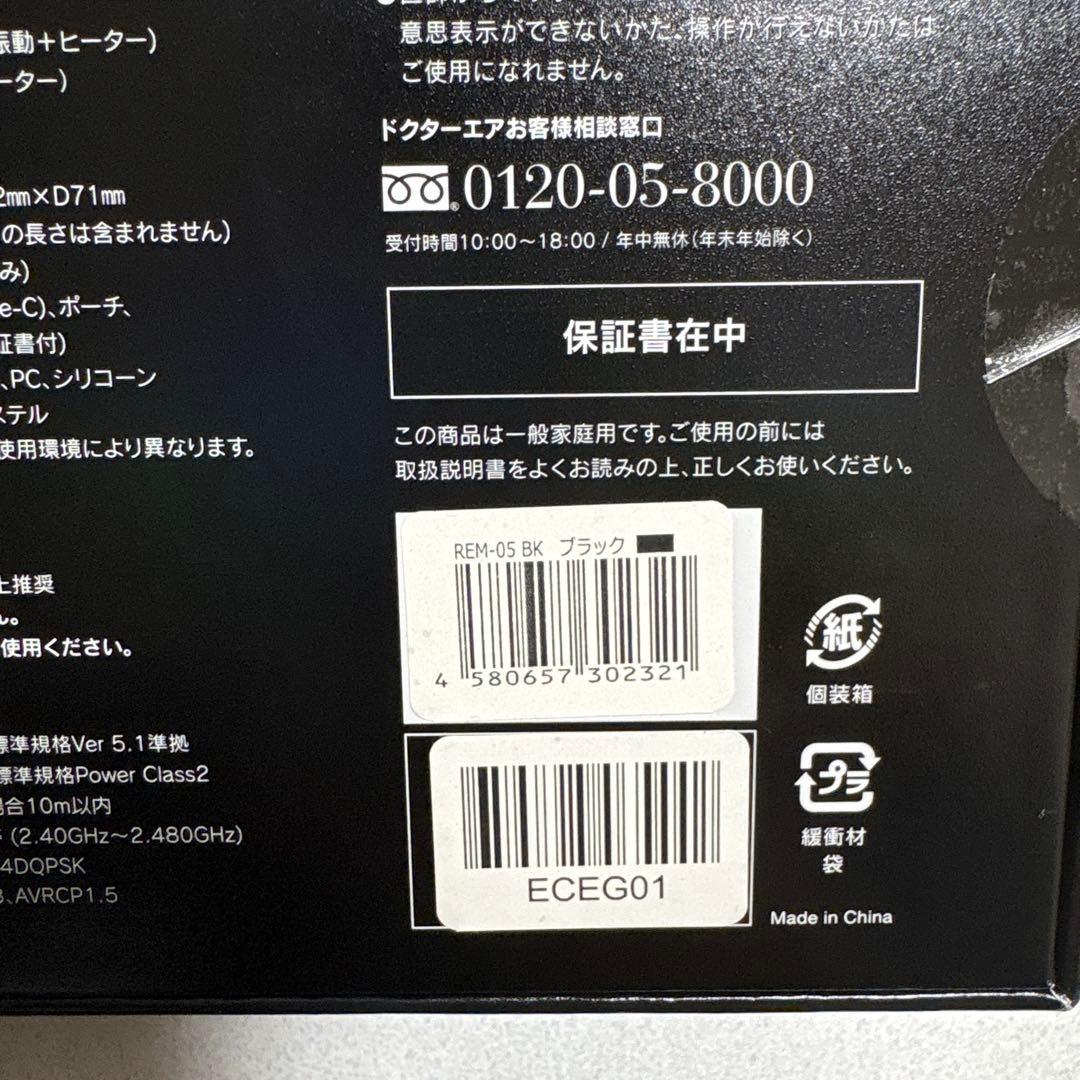 振動+ヒーター)
ーター)
2㎜×D71㎜
の長さは含まれません)
み)
e-C)、ポーチ、
証書付)
、PC、シリコーン
ステル
使用環境により異なります。
上推奨
ん。
使用ください。
標準規格Ver 5.1準拠
標準規格Power Class2
場合10m以内
(2.40GHz~2.480GHz)
4DQPSK
、AVRCP1.5
意思表示ができないかた、操作が行えないかたは
ご使用になれません。
ドクターエアお客様相談窓口
0120-05-8000
受付時間10:00~18:00 / 年中無休(年末年始除く)
保証書在中
この商品は一般家庭用です。ご使用の前には
取扱説明書をよくお読みの上、正しくお使いください。
REM-05 BK ブラック
4 580657 302321
ECEG01
紙
個装箱
プラ
緩衝材
袋
Made in China